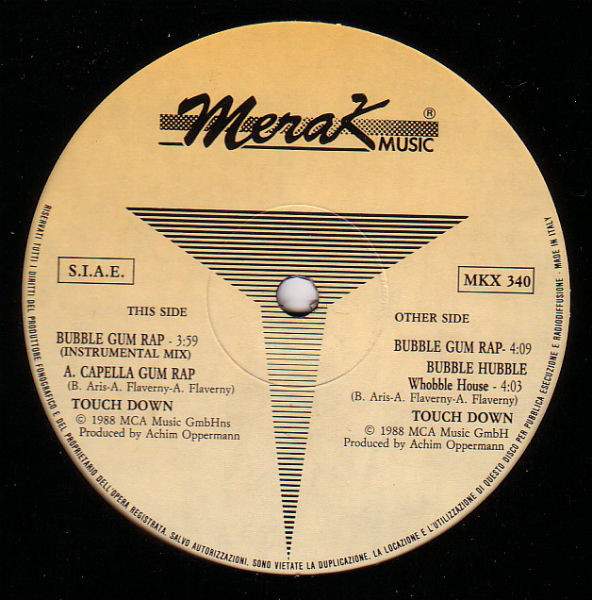 Merak ®
MUSIC
S.I.A.E.
MKX 340
THIS SIDE
BUBBLE GUM RAP - 3:59
(INSTRUMENTAL MIX)
A. CAPELLA GUM RAP
(B. Aris-A. Flaverny-A. Flaverny)
TOUCH DOWN
© 1988 MCA Music GmbHns
Produced by Achim Oppermann
OTHER SIDE
BUBBLE GUM RAP- 4:09
BUBBLE HUBBLE
Whobble House - 4:03
(B. Aris-A. Flaverny-A. Flaverny)
TOUCH DOWN
© 1988 MCA Music GmbH
Produced by Achim Oppermann
RISERVATI TUTTI I DIRITTI DEL PRODUTTORE FONOGRAFICO E DEL PROPRIETARIO DELL'OPERA REGISTRATA. SALVO AUTORIZZAZIONI, SONO VIETATE LA DUPLICAZIONE, LA LOCAZIONE E L'UTILIZZAZIONE DI QUESTO DISCO PER PUBBLICA ESECUZIONE E RADIODIFFUSIONE - MADE IN ITALY